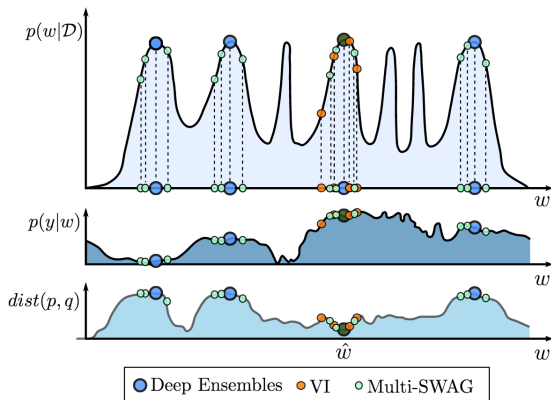 p(w|𝒟)
w
p(y|w)
w
dist(p, q)
ŵ
w
Deep Ensembles VI Multi-SWAG